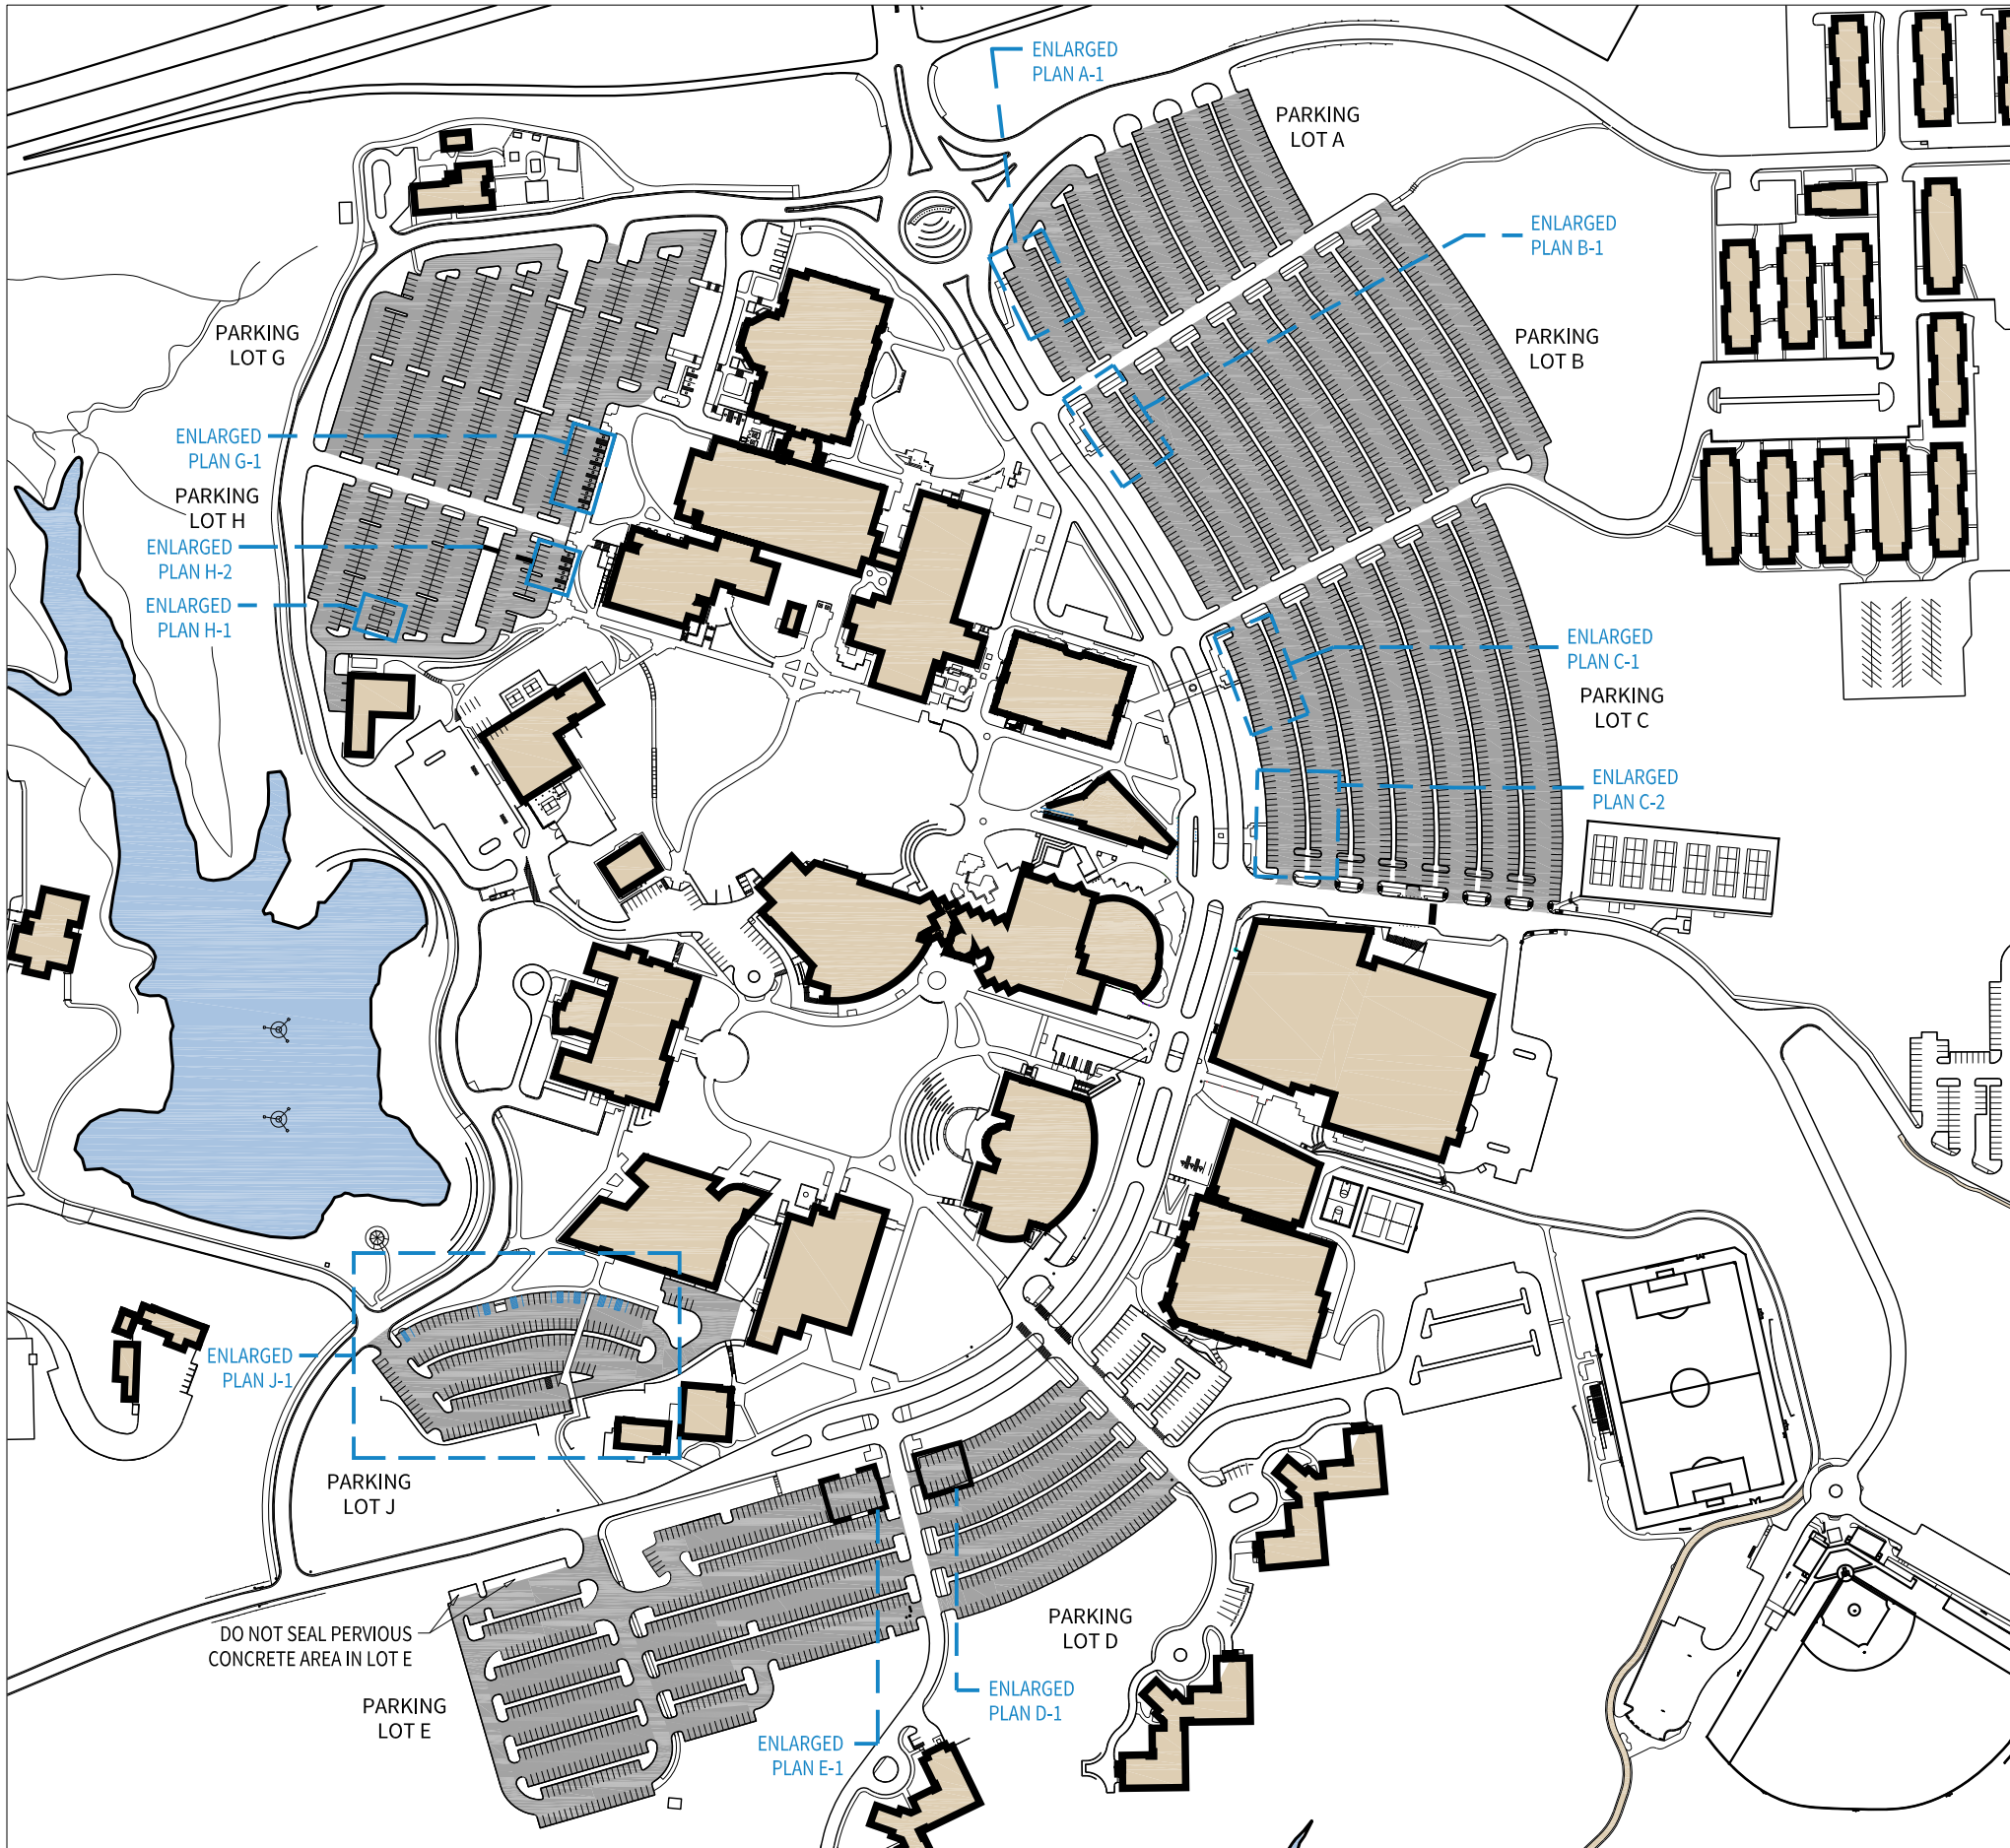 ENLARGED
PLAN A-1
PARKING
LOT A
ENLARGED
PLAN B-1
PARKING
LOT B
PARKING
LOT G
ENLARGED
PLAN G-1
PARKING
LOT H
ENLARGED
PLAN H-2
ENLARGED
PLAN H-1
ENLARGED
PLAN C-1
PARKING
LOT C
ENLARGED
PLAN C-2
ENLARGED
PLAN J-1
PARKING
LOT J
DO NOT SEAL PERVIOUS
CONCRETE AREA IN LOT E
PARKING
LOT E
PARKING
LOT D
ENLARGED
PLAN D-1
ENLARGED
PLAN E-1